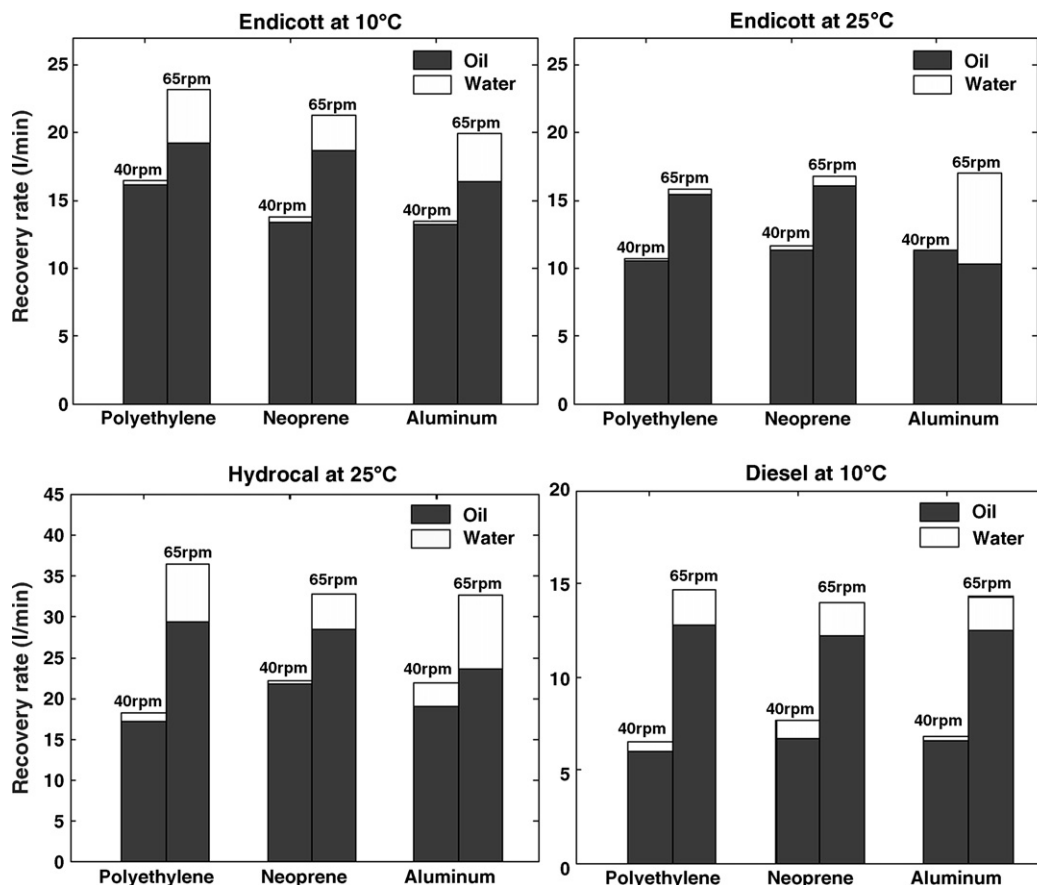 Endicott at 10°C
Recovery rate (l/min)
25
20
15
10
5
0
Oil
Water
40rpm
65rpm
40rpm
65rpm
40rpm
65rpm
Polyethylene Neoprene Aluminum
Endicott at 25°C
25
20
15
10
5
0
Oil
Water
40rpm
65rpm
40rpm
65rpm
40rpm
65rpm
Polyethylene Neoprene Aluminum
Hydrocal at 25°C
Recovery rate (l/min)
45
40
35
30
25
20
15
10
5
0
Oil
Water
40rpm
65rpm
40rpm
65rpm
40rpm
65rpm
Polyethylene Neoprene Aluminum
Diesel at 10°C
20
15
10
5
0
Oil
Water
40rpm
65rpm
40rpm
65rpm
40rpm
65rpm
Polyethylene Neoprene Aluminum